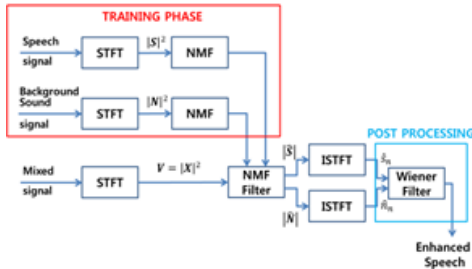 TRAINING PHASE
Speech
signal
STFT
|S|²
NMF
Background
Sound
signal
STFT
|N|²
NMF
Mixed
signal
STFT
V = |X|²
NMF
Filter
|Ŝ|
ISTFT
ŝₙ
|N̂|
ISTFT
n̂ₙ
POST PROCESSING
Wiener
Filter
Enhanced
Speech